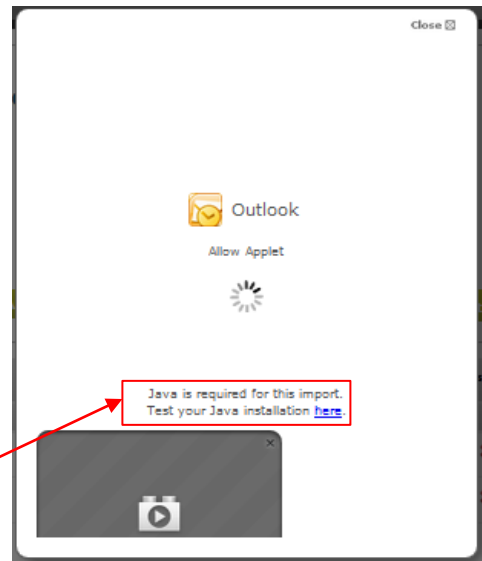 Close
Outlook
Allow Applet
Java is required for this import.
Test your Java installation here.